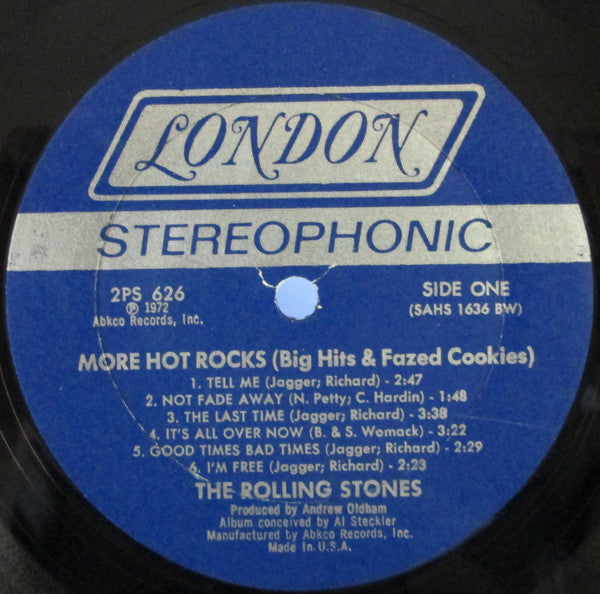 LONDON
STEREOPHONIC
2PS 626
℗ 1972
Abkco Records, Inc.
SIDE ONE
(SAHS 1636 BW)
MORE HOT ROCKS (Big Hits & Fazed Cookies)
1. TELL ME (Jagger; Richard) - 2:47
2. NOT FADE AWAY (N. Petty; C. Hardin) - 1:48
3. THE LAST TIME (Jagger; Richard) - 3:38
4. IT'S ALL OVER NOW (B. & S. Womack) - 3:22
5. GOOD TIMES BAD TIMES (Jagger; Richard) - 2:29
6. I'M FREE (Jagger; Richard) - 2:23
THE ROLLING STONES
Produced by Andrew Oldham
Album conceived by Al Steckler
Manufactured by Abkco Records, Inc.
Made in U.S.A.